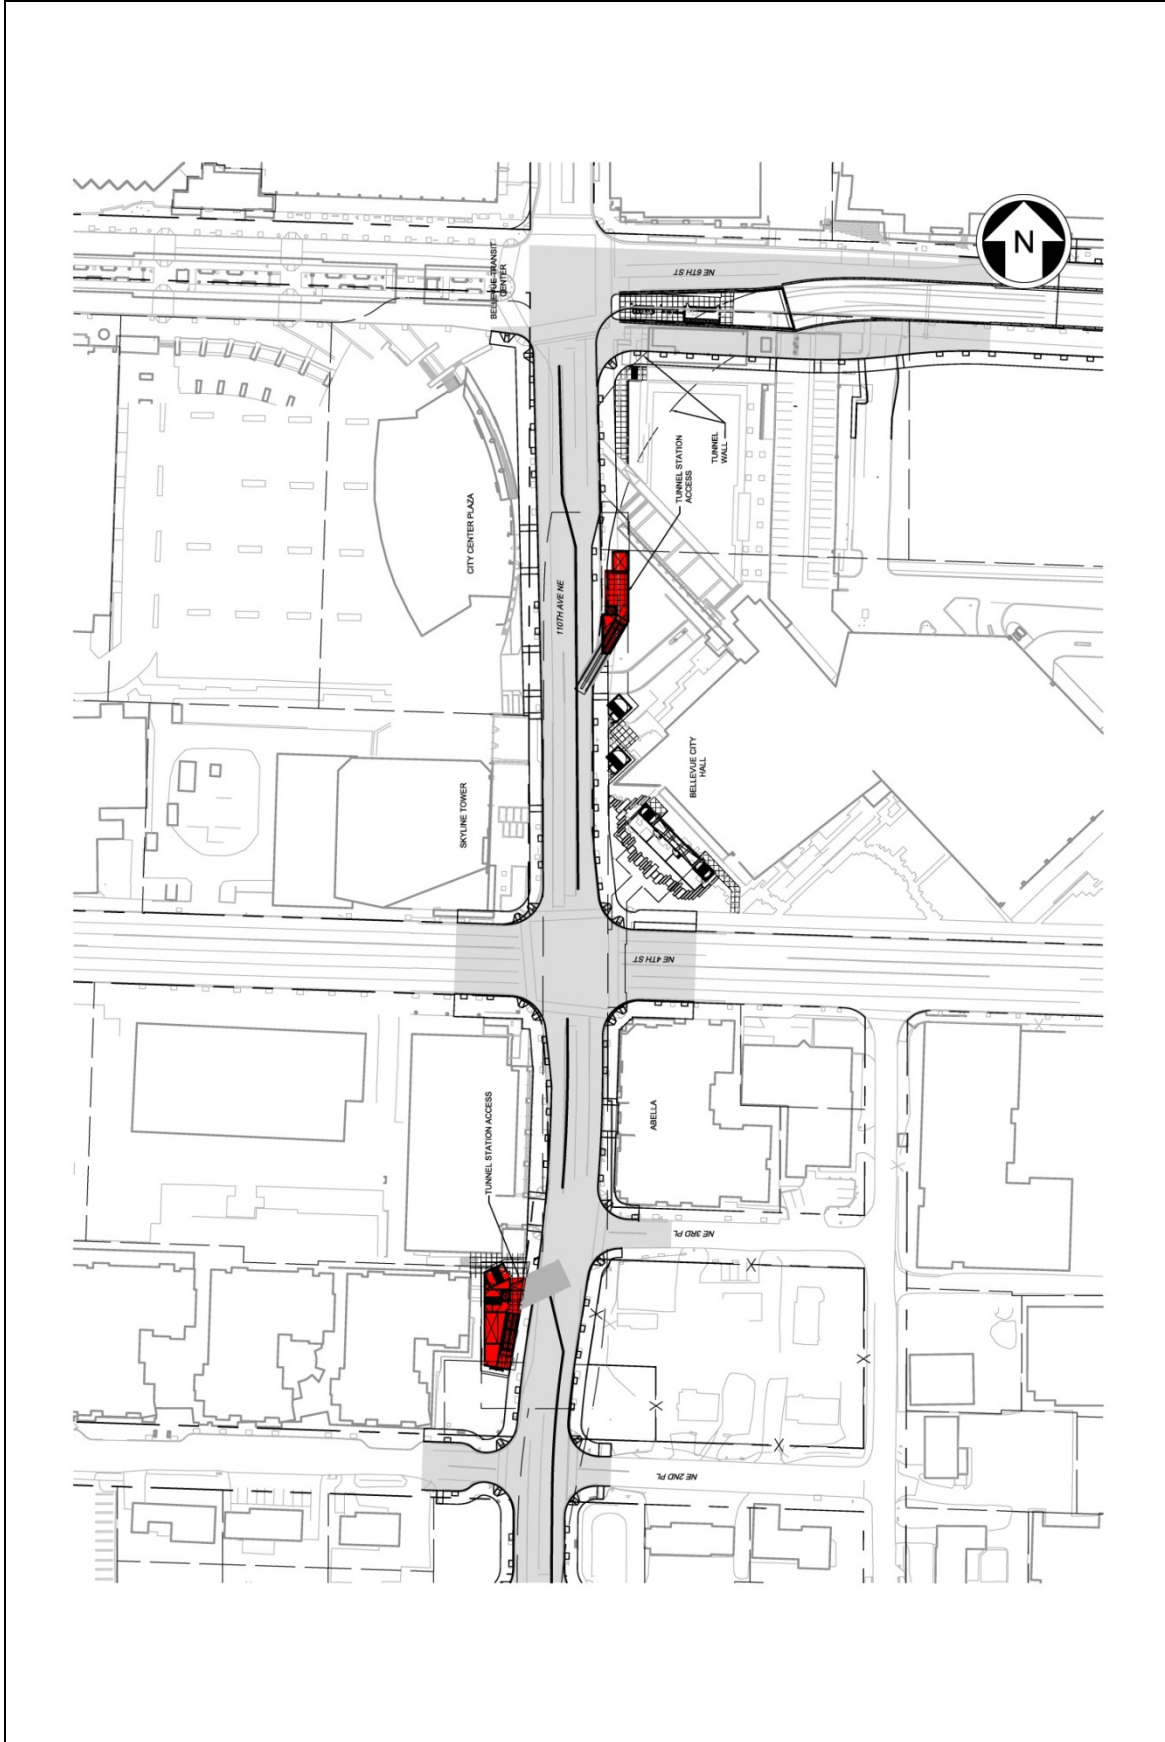 BELLEVUE TRANSIT
CENTER
NE 6TH ST
N
CITY CENTER PLAZA
TUNNEL
WALL
TUNNEL STATION
ACCESS
110TH AVE NE
SKYLINE TOWER
BELLEVUE CITY
HALL
NE 4TH ST
TUNNEL STATION ACCESS
ABELLA
NE 3RD PL
NE 2ND PL